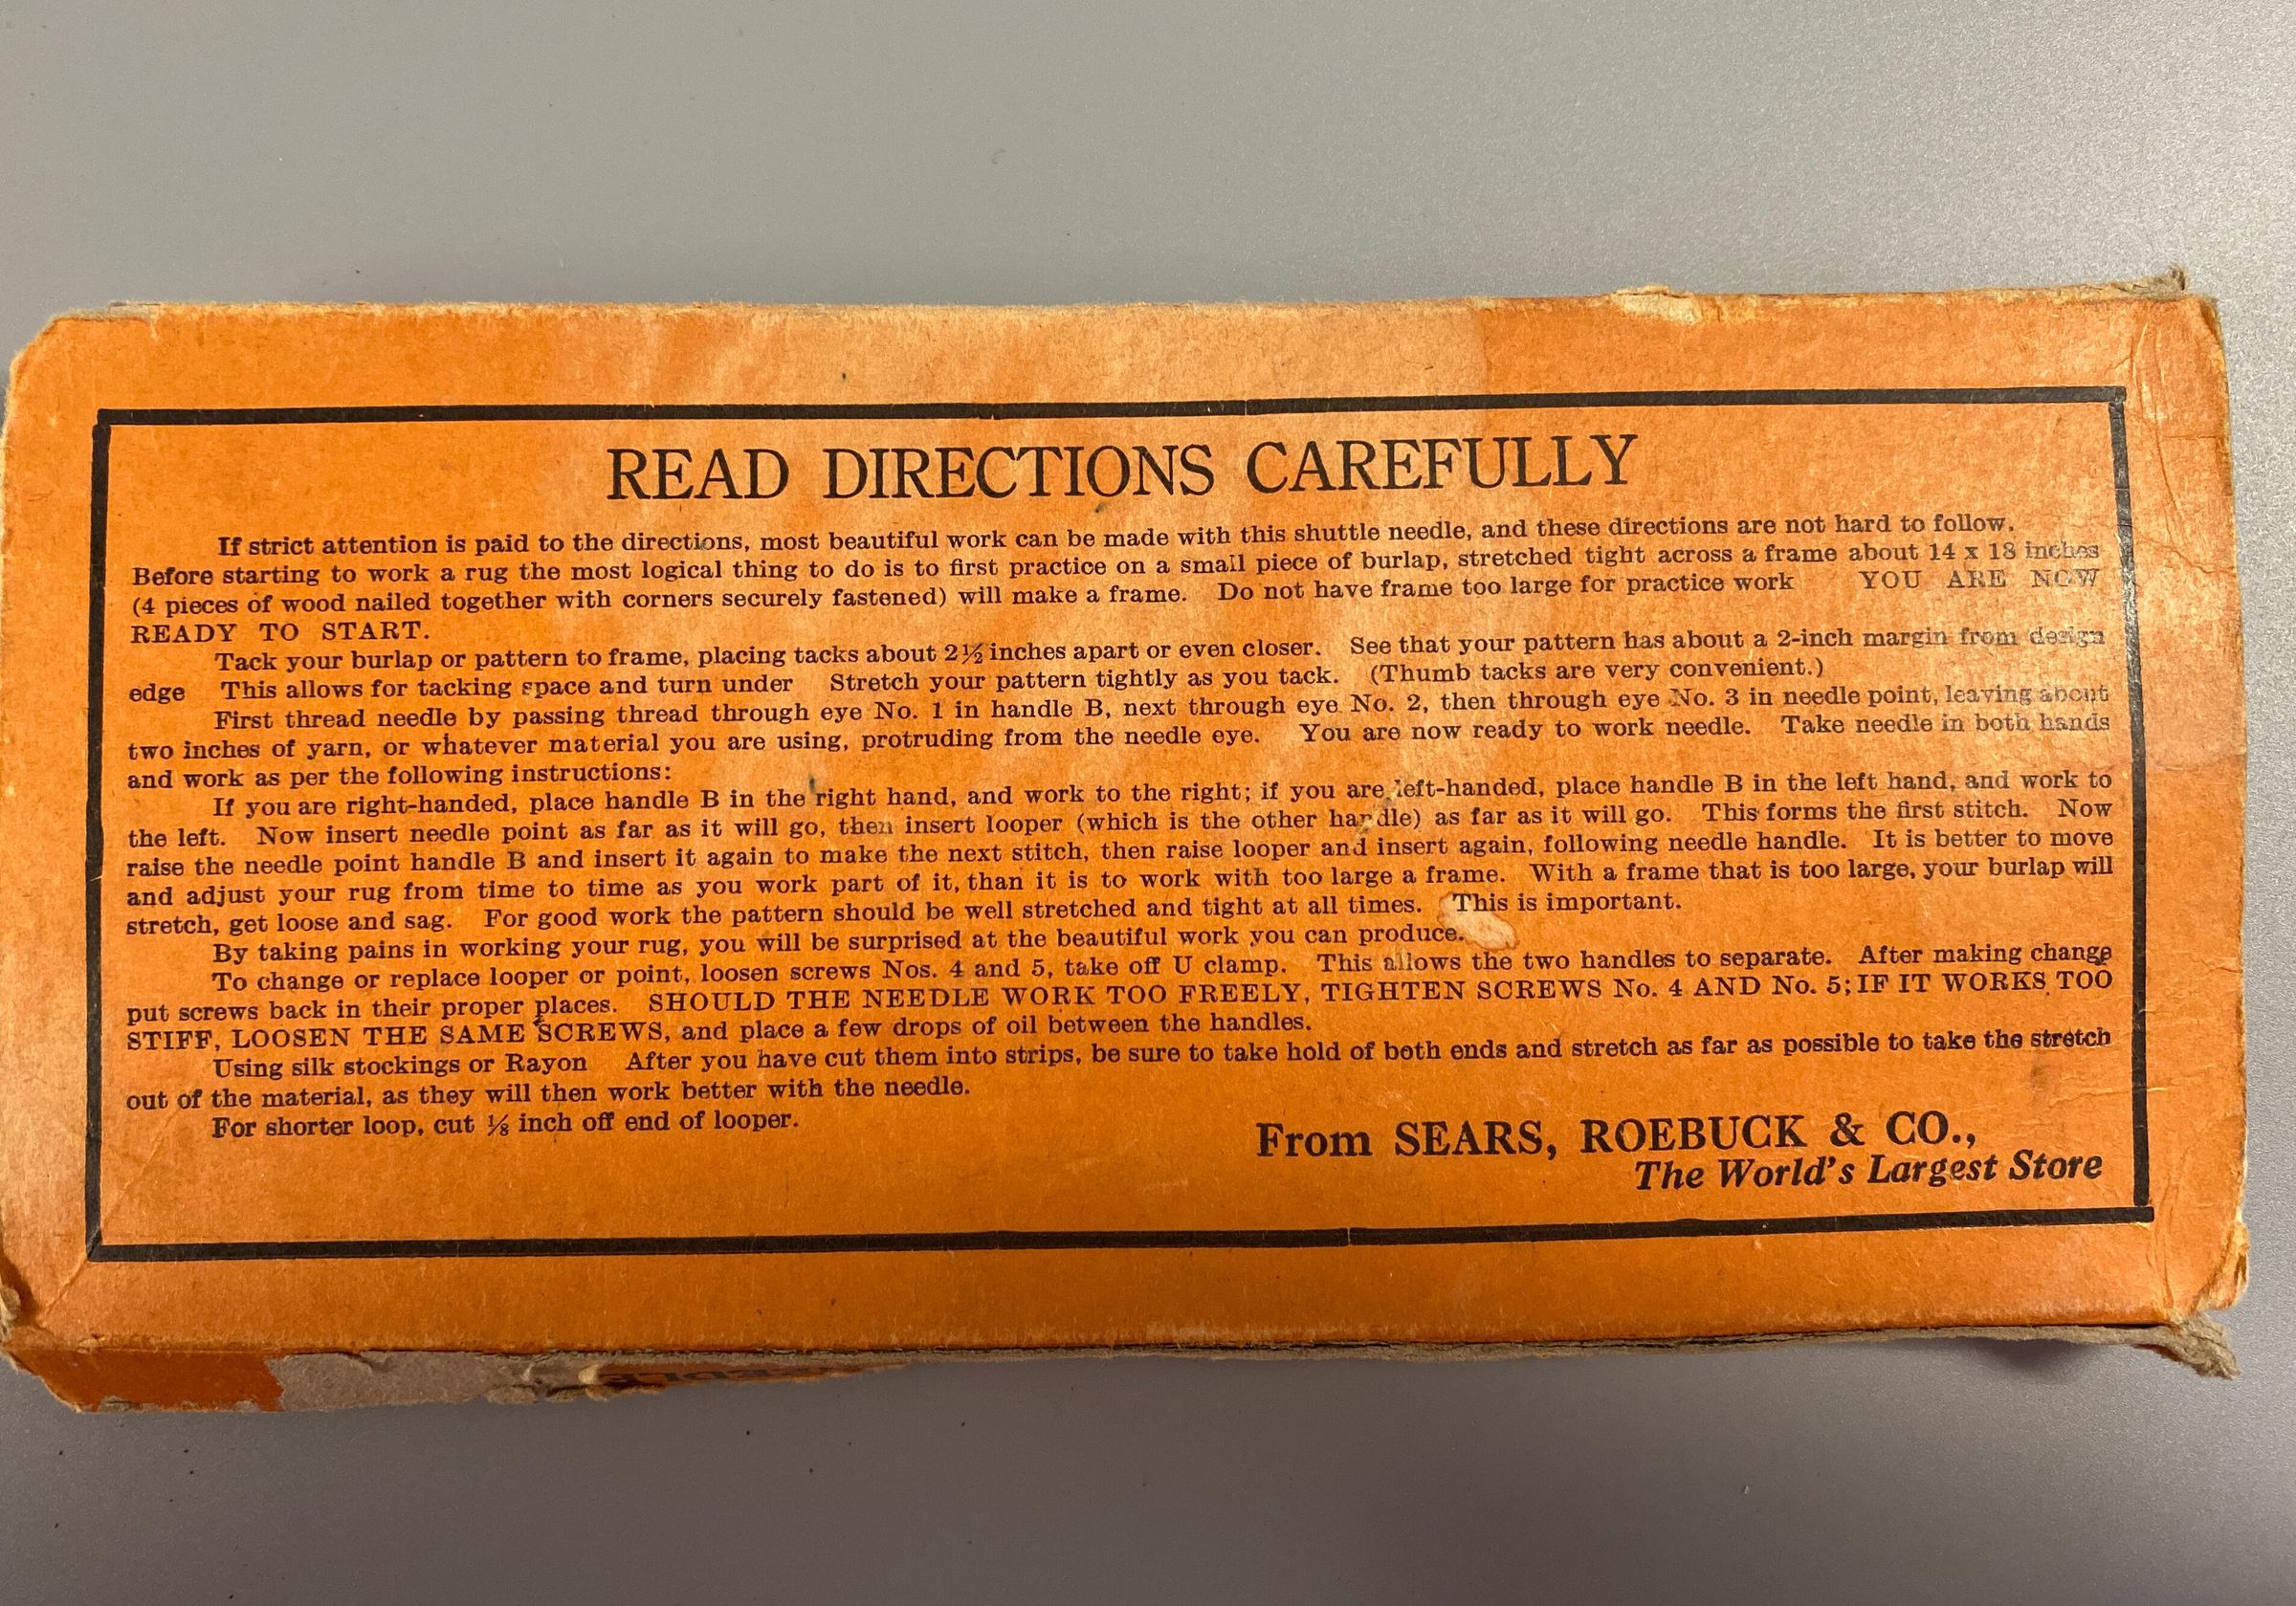 READ DIRECTIONS CAREFULLY
If strict attention is paid to the directions, most beautiful work can be made with this shuttle needle, and these directions are not hard to follow.
Before starting to work a rug the most logical thing to do is to first practice on a small piece of burlap, stretched tight across a frame about 14 x 18 inches
(4 pieces of wood nailed together with corners securely fastened) will make a frame. Do not have frame too large for practice work YOU ARE NOW
READY TO START.
Tack your burlap or pattern to frame, placing tacks about 2½ inches apart or even closer. See that your pattern has about a 2-inch margin from design
edge This allows for tacking space and turn under Stretch your pattern tightly as you tack. (Thumb tacks are very convenient.)
First thread needle by passing thread through eye No. 1 in handle B, next through eye No. 2, then through eye No. 3 in needle point, leaving about
two inches of yarn, or whatever material you are using, protruding from the needle eye. You are now ready to work needle. Take needle in both hands
and work as per the following instructions:
If you are right-handed, place handle B in the right hand, and work to the right; if you are left-handed, place handle B in the left hand, and work to
the left. Now insert needle point as far as it will go, then insert looper (which is the other handle) as far as it will go. This forms the first stitch. Now
raise the needle point handle B and insert it again to make the next stitch, then raise looper and insert again, following needle handle. It is better to move
and adjust your rug from time to time as you work part of it, than it is to work with too large a frame. With a frame that is too large, your burlap will
stretch, get loose and sag. For good work the pattern should be well stretched and tight at all times. This is important.
By taking pains in working your rug, you will be surprised at the beautiful work you can produce.
To change or replace looper or point, loosen screws Nos. 4 and 5, take off U clamp. This allows the two handles to separate. After making change
put screws back in their proper places. SHOULD THE NEEDLE WORK TOO FREELY, TIGHTEN SCREWS No. 4 AND No. 5; IF IT WORKS TOO
STIFF, LOOSEN THE SAME SCREWS, and place a few drops of oil between the handles.
Using silk stockings or Rayon After you have cut them into strips, be sure to take hold of both ends and stretch as far as possible to take the stretch
out of the material, as they will then work better with the needle.
For shorter loop, cut ⅛ inch off end of looper.
From SEARS, ROEBUCK & CO.,
The World's Largest Store